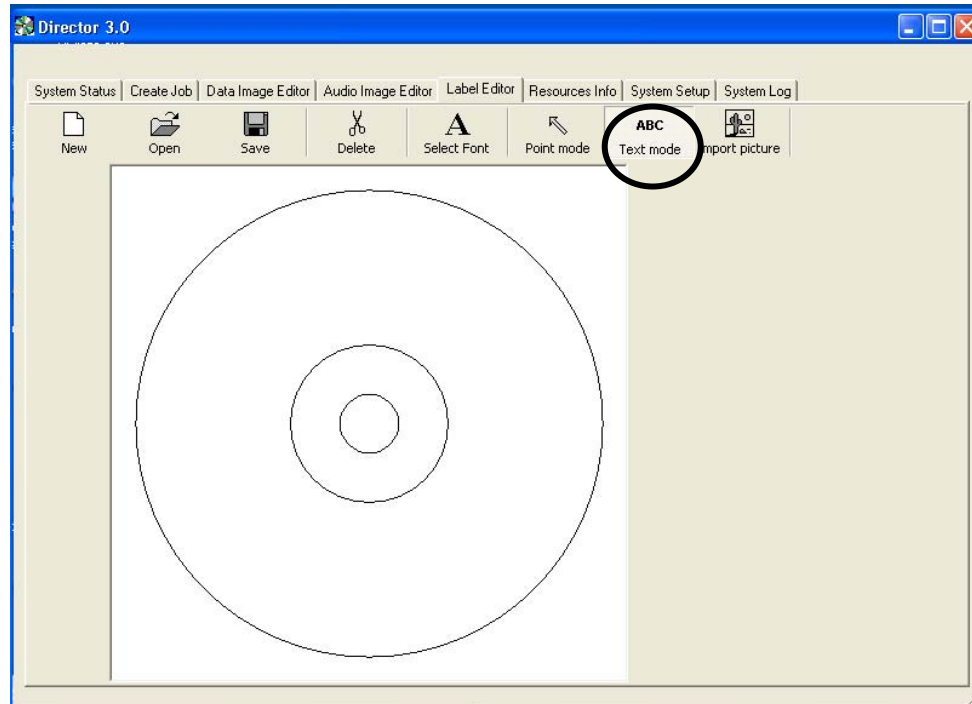 Director 3.0
System Status Create Job Data Image Editor Audio Image Editor Label Editor Resources Info System Setup System Log
ABC
New Open Save Delete Select Font Point mode Text mode mport picture